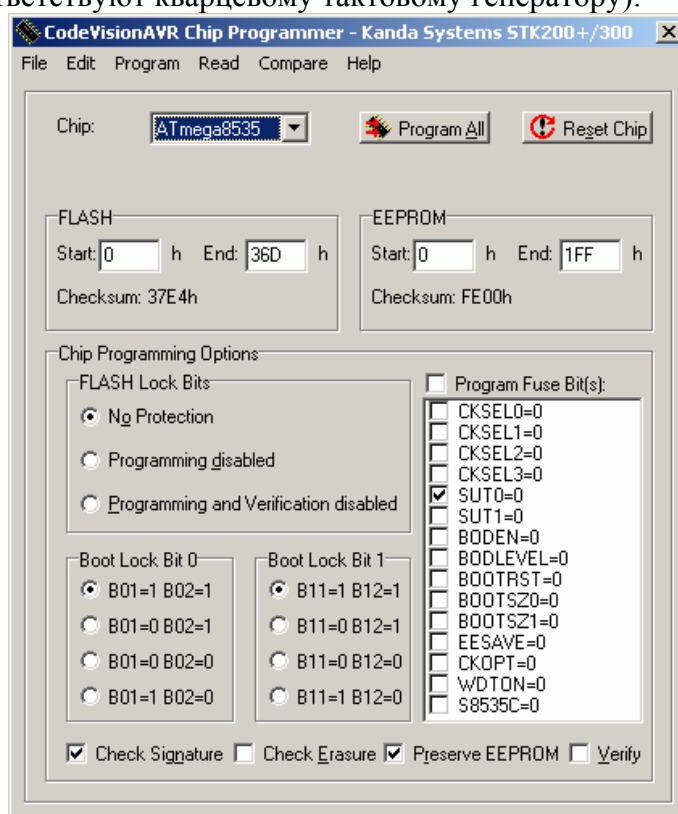 ответствуют кварцевому тактовому генератору).
CodeVisionAVR Chip Programmer - Kanda Systems STK200+/300
File Edit Program Read Compare Help
Chip: ATmega8535 Program All Reset Chip
FLASH
Start: 0 h End: 36D h
Checksum: 37E4h
EEPROM
Start: 0 h End: 1FF h
Checksum: FE00h
Chip Programming Options
FLASH Lock Bits
No Protection
Programming disabled
Programming and Verification disabled
Program Fuse Bit(s):
CKSEL0=0
CKSEL1=0
CKSEL2=0
CKSEL3=0
SUT0=0
SUT1=0
BODEN=0
BODLEVEL=0
BOOTRST=0
BOOTSZ0=0
BOOTSZ1=0
EESAVE=0
CKOPT=0
WDTON=0
S8535C=0
Boot Lock Bit 0
B01=1 B02=1
B01=0 B02=1
B01=0 B02=0
B01=1 B02=0
Boot Lock Bit 1
B11=1 B12=1
B11=0 B12=1
B11=0 B12=0
B11=1 B12=0
Check Signature Check Erasure Preserve EEPROM Verify